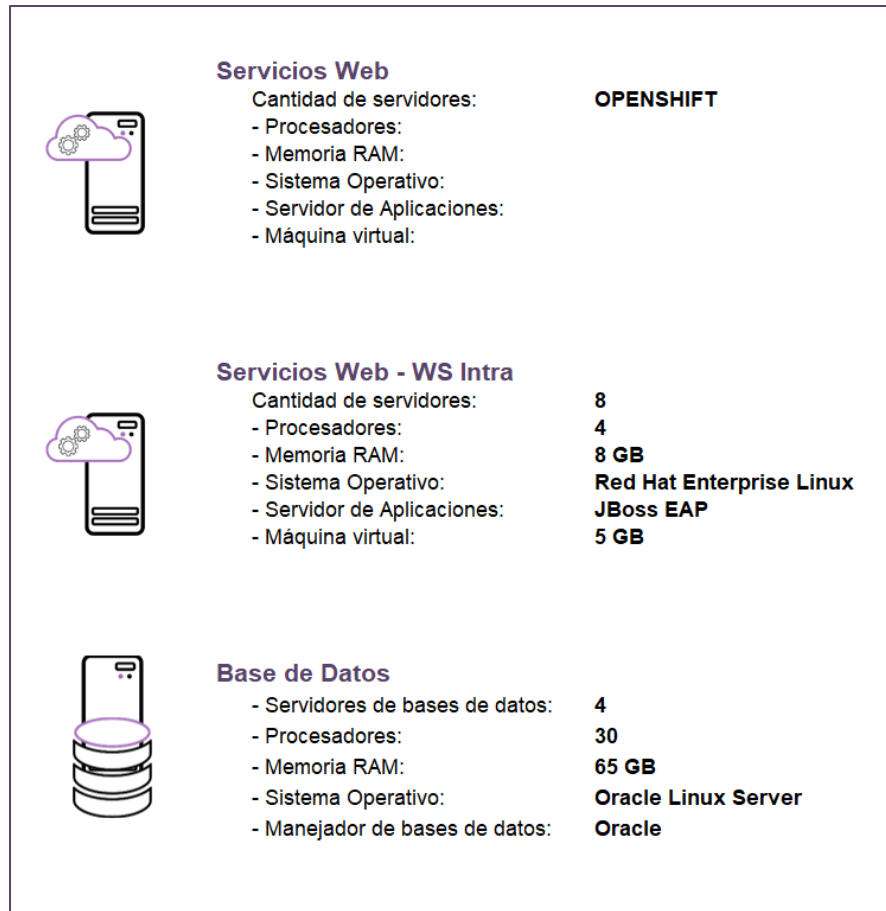 Servicios Web
Cantidad de servidores: OPENSHIFT
- Procesadores:
- Memoria RAM:
- Sistema Operativo:
- Servidor de Aplicaciones:
- Máquina virtual:
Servicios Web - WS Intra
Cantidad de servidores: 8
- Procesadores: 4
- Memoria RAM: 8 GB
- Sistema Operativo: Red Hat Enterprise Linux
- Servidor de Aplicaciones: JBoss EAP
- Máquina virtual: 5 GB
Base de Datos
- Servidores de bases de datos: 4
- Procesadores: 30
- Memoria RAM: 65 GB
- Sistema Operativo: Oracle Linux Server
- Manejador de bases de datos: Oracle